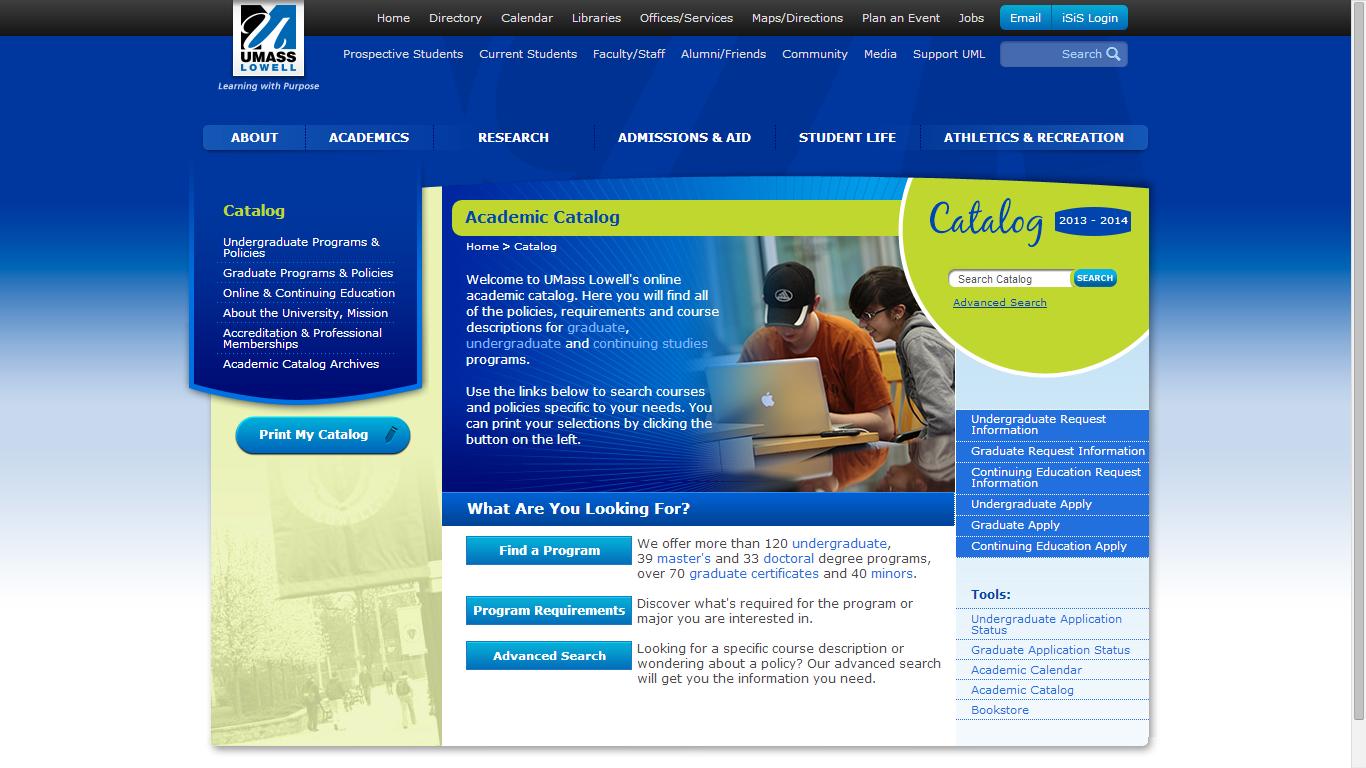 Home Directory Calendar Libraries Offices/Services Maps/Directions Plan an Event Jobs Email iSiS Login
UMASS
LOWELL
Learning with Purpose
Prospective Students Current Students Faculty/Staff Alumni/Friends Community Media Support UML Search
ABOUT ACADEMICS RESEARCH ADMISSIONS & AID STUDENT LIFE ATHLETICS & RECREATION
Catalog
Undergraduate Programs &
Policies
Graduate Programs & Policies
Online & Continuing Education
About the University, Mission
Accreditation & Professional
Memberships
Academic Catalog Archives
Print My Catalog
Academic Catalog
Home > Catalog
Welcome to UMass Lowell's online
academic catalog. Here you will find all
of the policies, requirements and course
descriptions for graduate,
undergraduate and continuing studies
programs.
Use the links below to search courses
and policies specific to your needs. You
can print your selections by clicking the
button on the left.
What Are You Looking For?
Find a Program
We offer more than 120 undergraduate,
39 master's and 33 doctoral degree programs,
over 70 graduate certificates and 40 minors.
Program Requirements
Discover what's required for the program or
major you are interested in.
Advanced Search
Looking for a specific course description or
wondering about a policy? Our advanced search
will get you the information you need.
Catalog 2013 - 2014
Search Catalog SEARCH
Advanced Search
Undergraduate Request
Information
Graduate Request Information
Continuing Education Request
Information
Undergraduate Apply
Graduate Apply
Continuing Education Apply
Tools:
Undergraduate Application
Status
Graduate Application Status
Academic Calendar
Academic Catalog
Bookstore